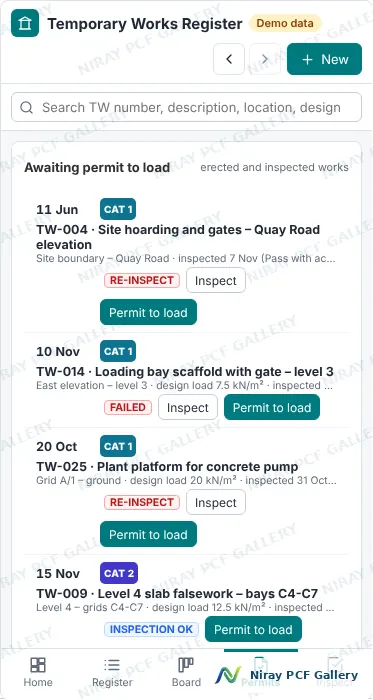 Temporary Works Register Demo data
+ New
Search TW number, description, location, design
Awaiting permit to load erected and inspected works
11 Jun CAT 1
TW-004 · Site hoarding and gates – Quay Road
elevation
Site boundary – Quay Road · inspected 7 Nov (Pass with ac...
RE-INSPECT Inspect
Permit to load
10 Nov CAT 1
TW-014 · Loading bay scaffold with gate – level 3
East elevation – level 3 · design load 7.5 kN/m² · inspected ...
FAILED Inspect Permit to load
20 Oct CAT 1
TW-025 · Plant platform for concrete pump
Grid A/1 – ground · design load 20 kN/m² · inspected 31 Oct...
RE-INSPECT Inspect
Permit to load
15 Nov CAT 2
TW-009 · Level 4 slab falsework – bays C4-C7
Level 4 – grids C4-C7 · design load 12.5 kN/m² · inspected ...
INSPECTION OK Permit to load
Home Register Board Permits Inspect
Niray PCF Gallery
NIRAY PCF GALLERY